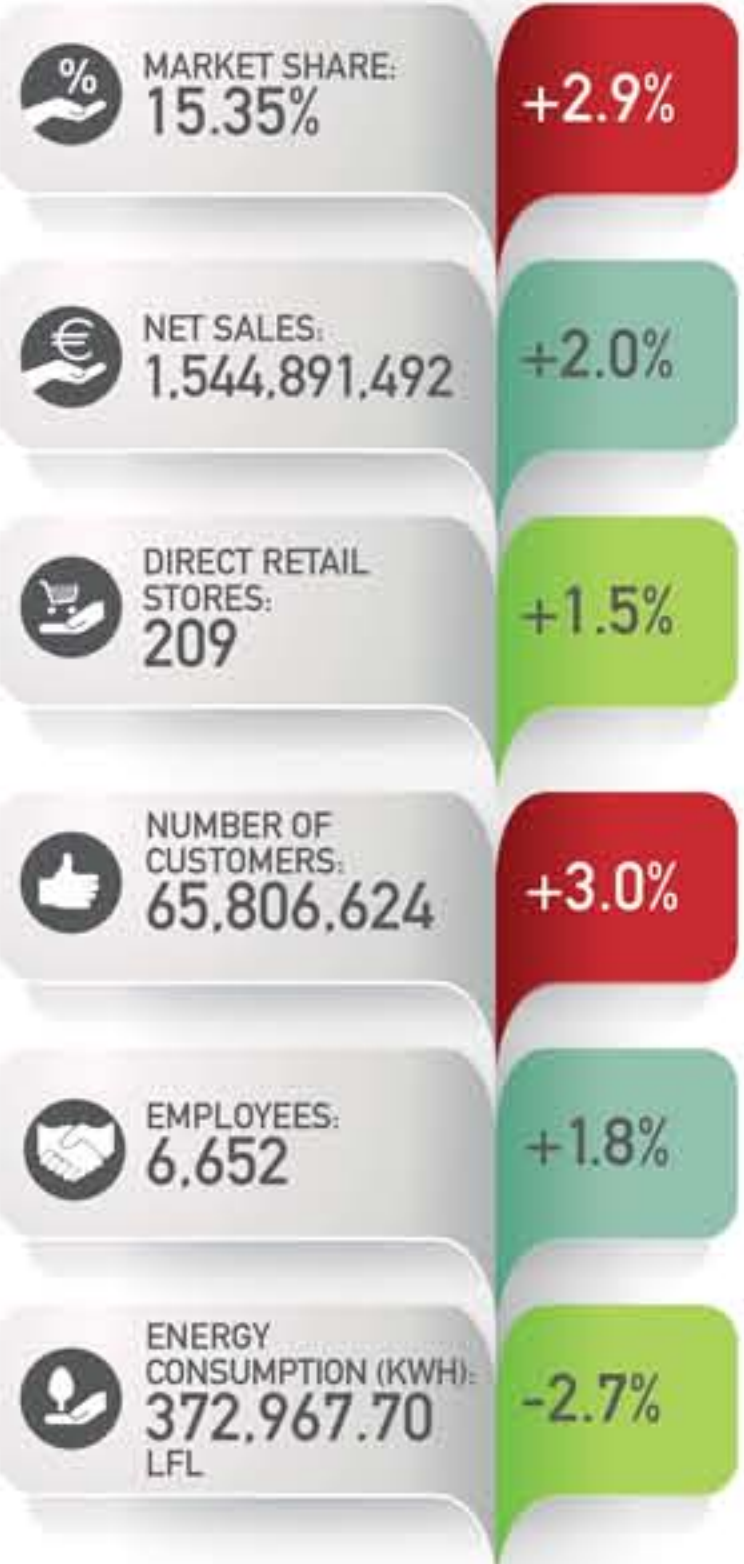 %
MARKET SHARE:
15.35%
+2.9%
€
NET SALES:
1,544,891,492
+2.0%
DIRECT RETAIL
STORES:
209
+1.5%
NUMBER OF
CUSTOMERS:
65,806,624
+3.0%
EMPLOYEES:
6,652
+1.8%
ENERGY
CONSUMPTION (KWH):
372,967.70
LFL
-2.7%